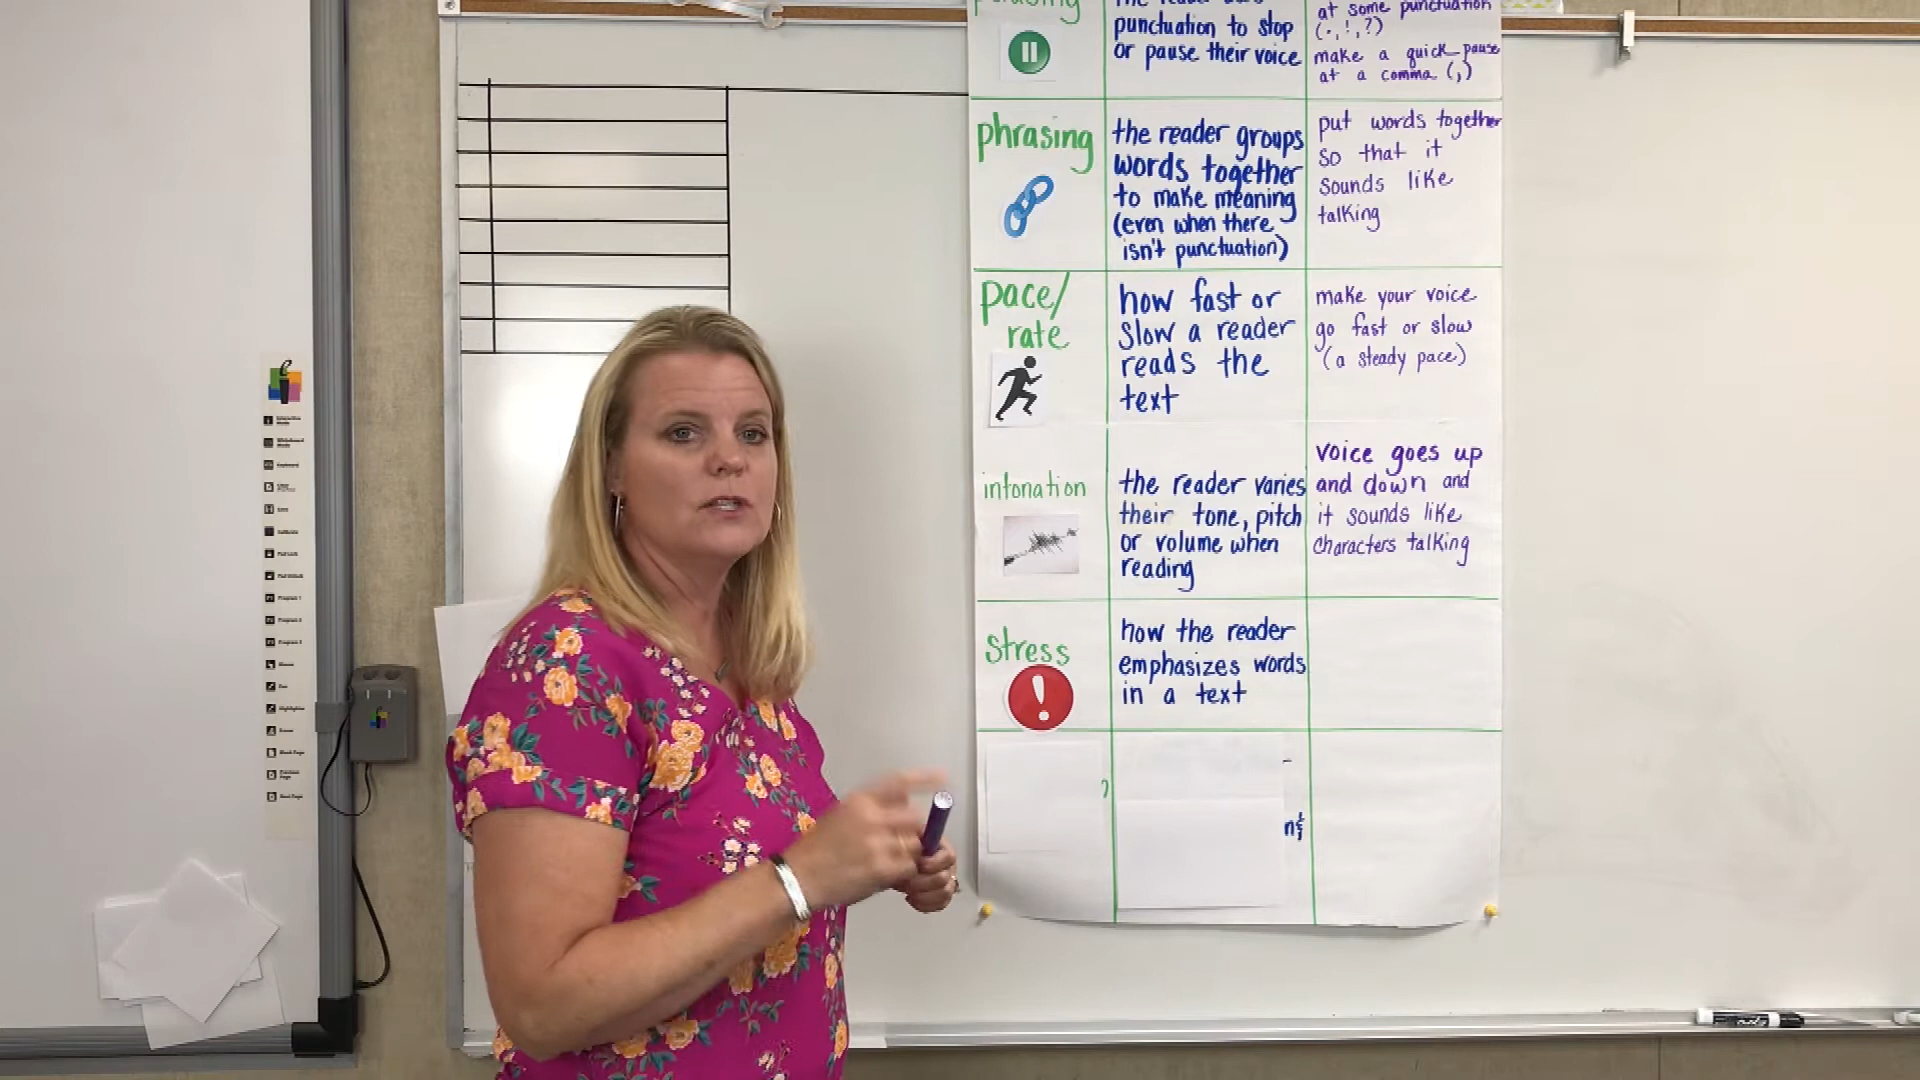 pausing
punctuation to stop
or pause their voice
at some punctuation
(.,!,?)
make a quick pause
at a comma (,)
phrasing
the reader groups
words together
to make meaning
(even when there
isn't punctuation)
put words together
so that it
sounds like
talking
pace/
rate
how fast or
slow a reader
reads the
text
make your voice
go fast or slow
(a steady pace)
intonation
the reader varies
their tone, pitch
or volume when
reading
voice goes up
and down and
it sounds like
characters talking
stress
how the reader
emphasizes words
in a text